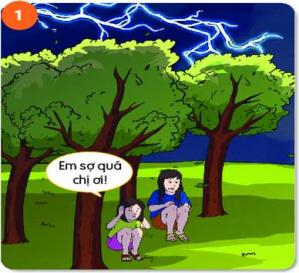 1
Em sợ quá
chị ơi!